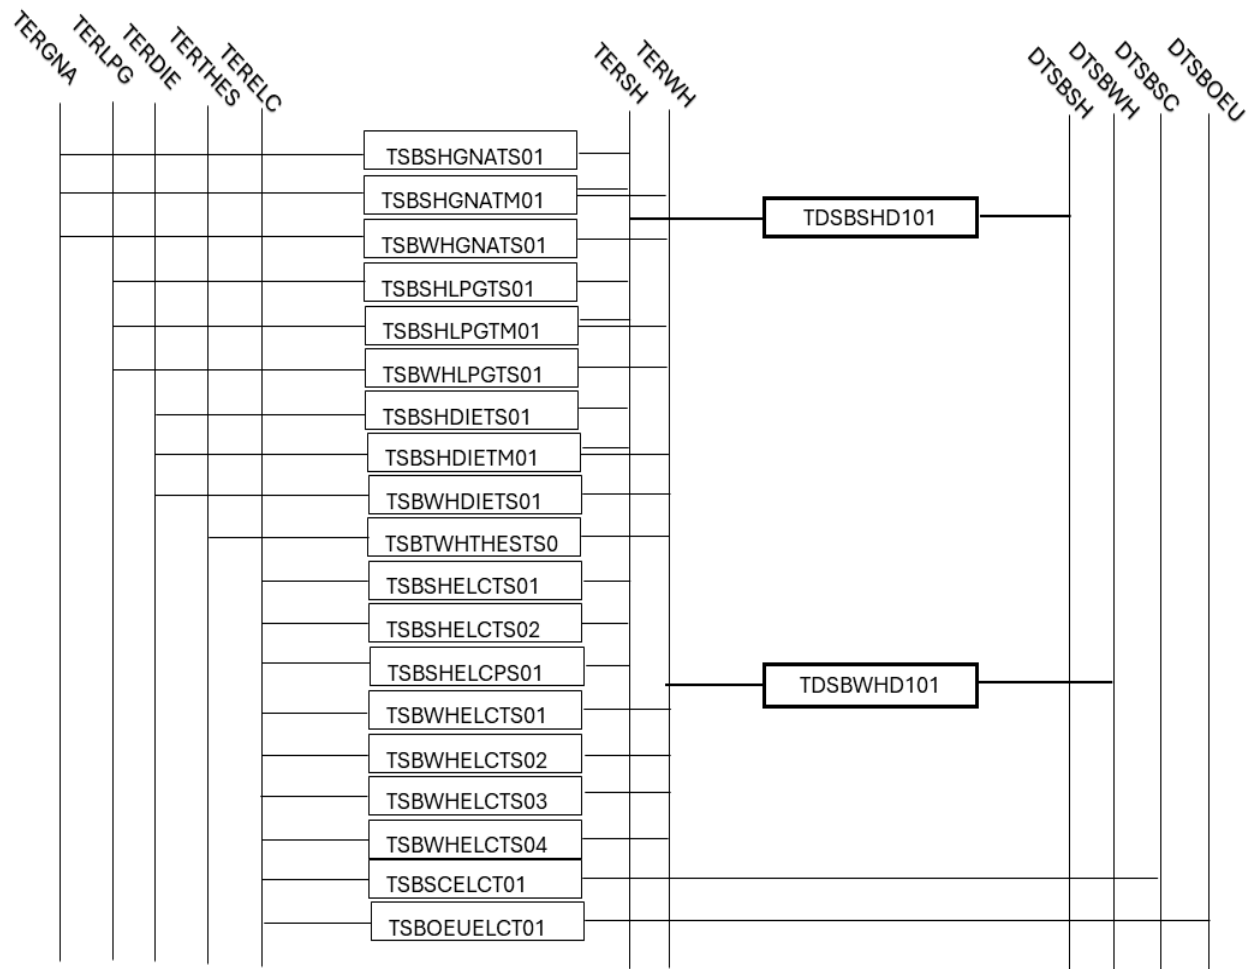 TERGNA
TERLPG
TERDIE
TERTHES
TERELC
TERSH
TERWH
DTSBSH
DTSBWH
DTSBSC
DTSBOEU
TSBSHGNATS01
TSBSHGNATM01
TDSBSHD101
TSBWHGNATS01
TSBSHLPGTS01
TSBSHLPGTM01
TSBWHLPGTS01
TSBSHDIETS01
TSBSHDIETM01
TSBWHDIETS01
TSBTWHTHESTS0
TSBSHELCTS01
TSBSHELCTS02
TSBSHELCPS01
TDSBWHD101
TSBWHELCTS01
TSBWHELCTS02
TSBWHELCTS03
TSBWHELCTS04
TSBSCELCT01
TSBOEUELCT01